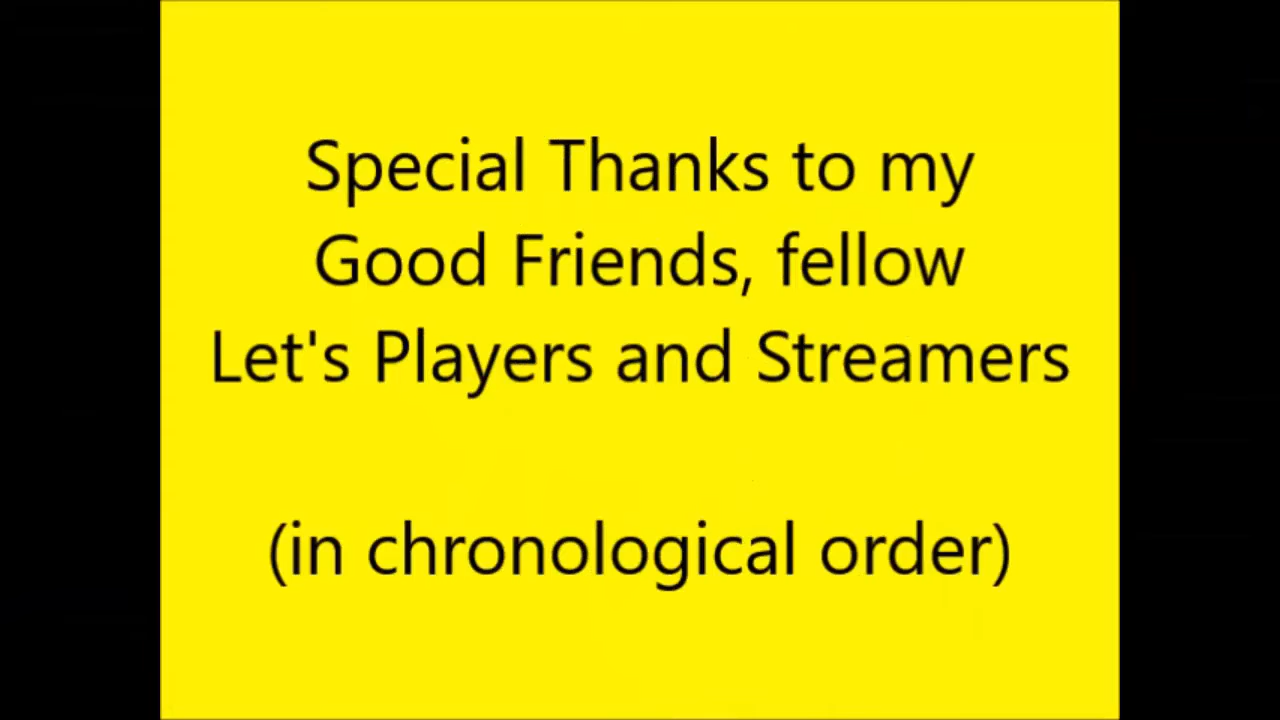 Special Thanks to my
Good Friends, fellow
Let's Players and Streamers
(in chronological order)